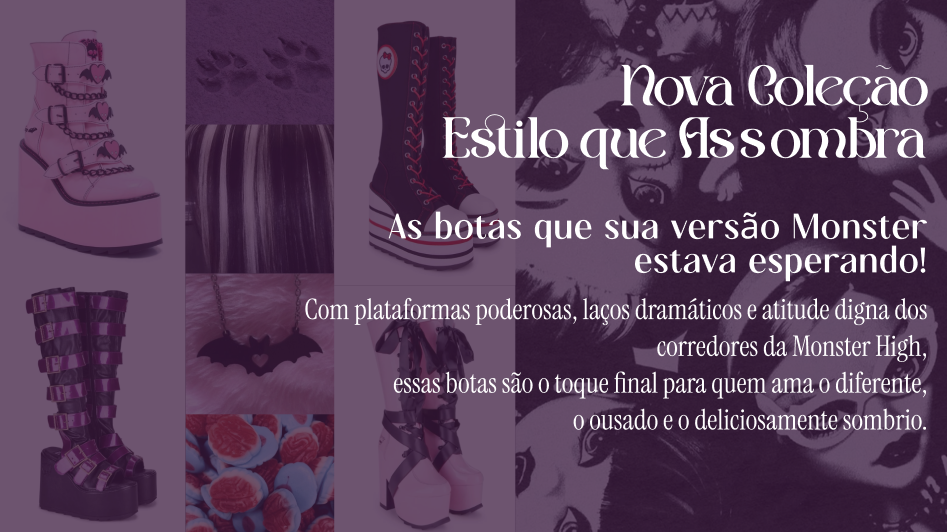 Nova Coleção
Estilo que Assombra
As botas que sua versão Monster
estava esperando!
Com plataformas poderosas, laços dramáticos e atitude digna dos
corredores da Monster High,
essas botas são o toque final para quem ama o diferente,
o ousado e o deliciosamente sombrio.